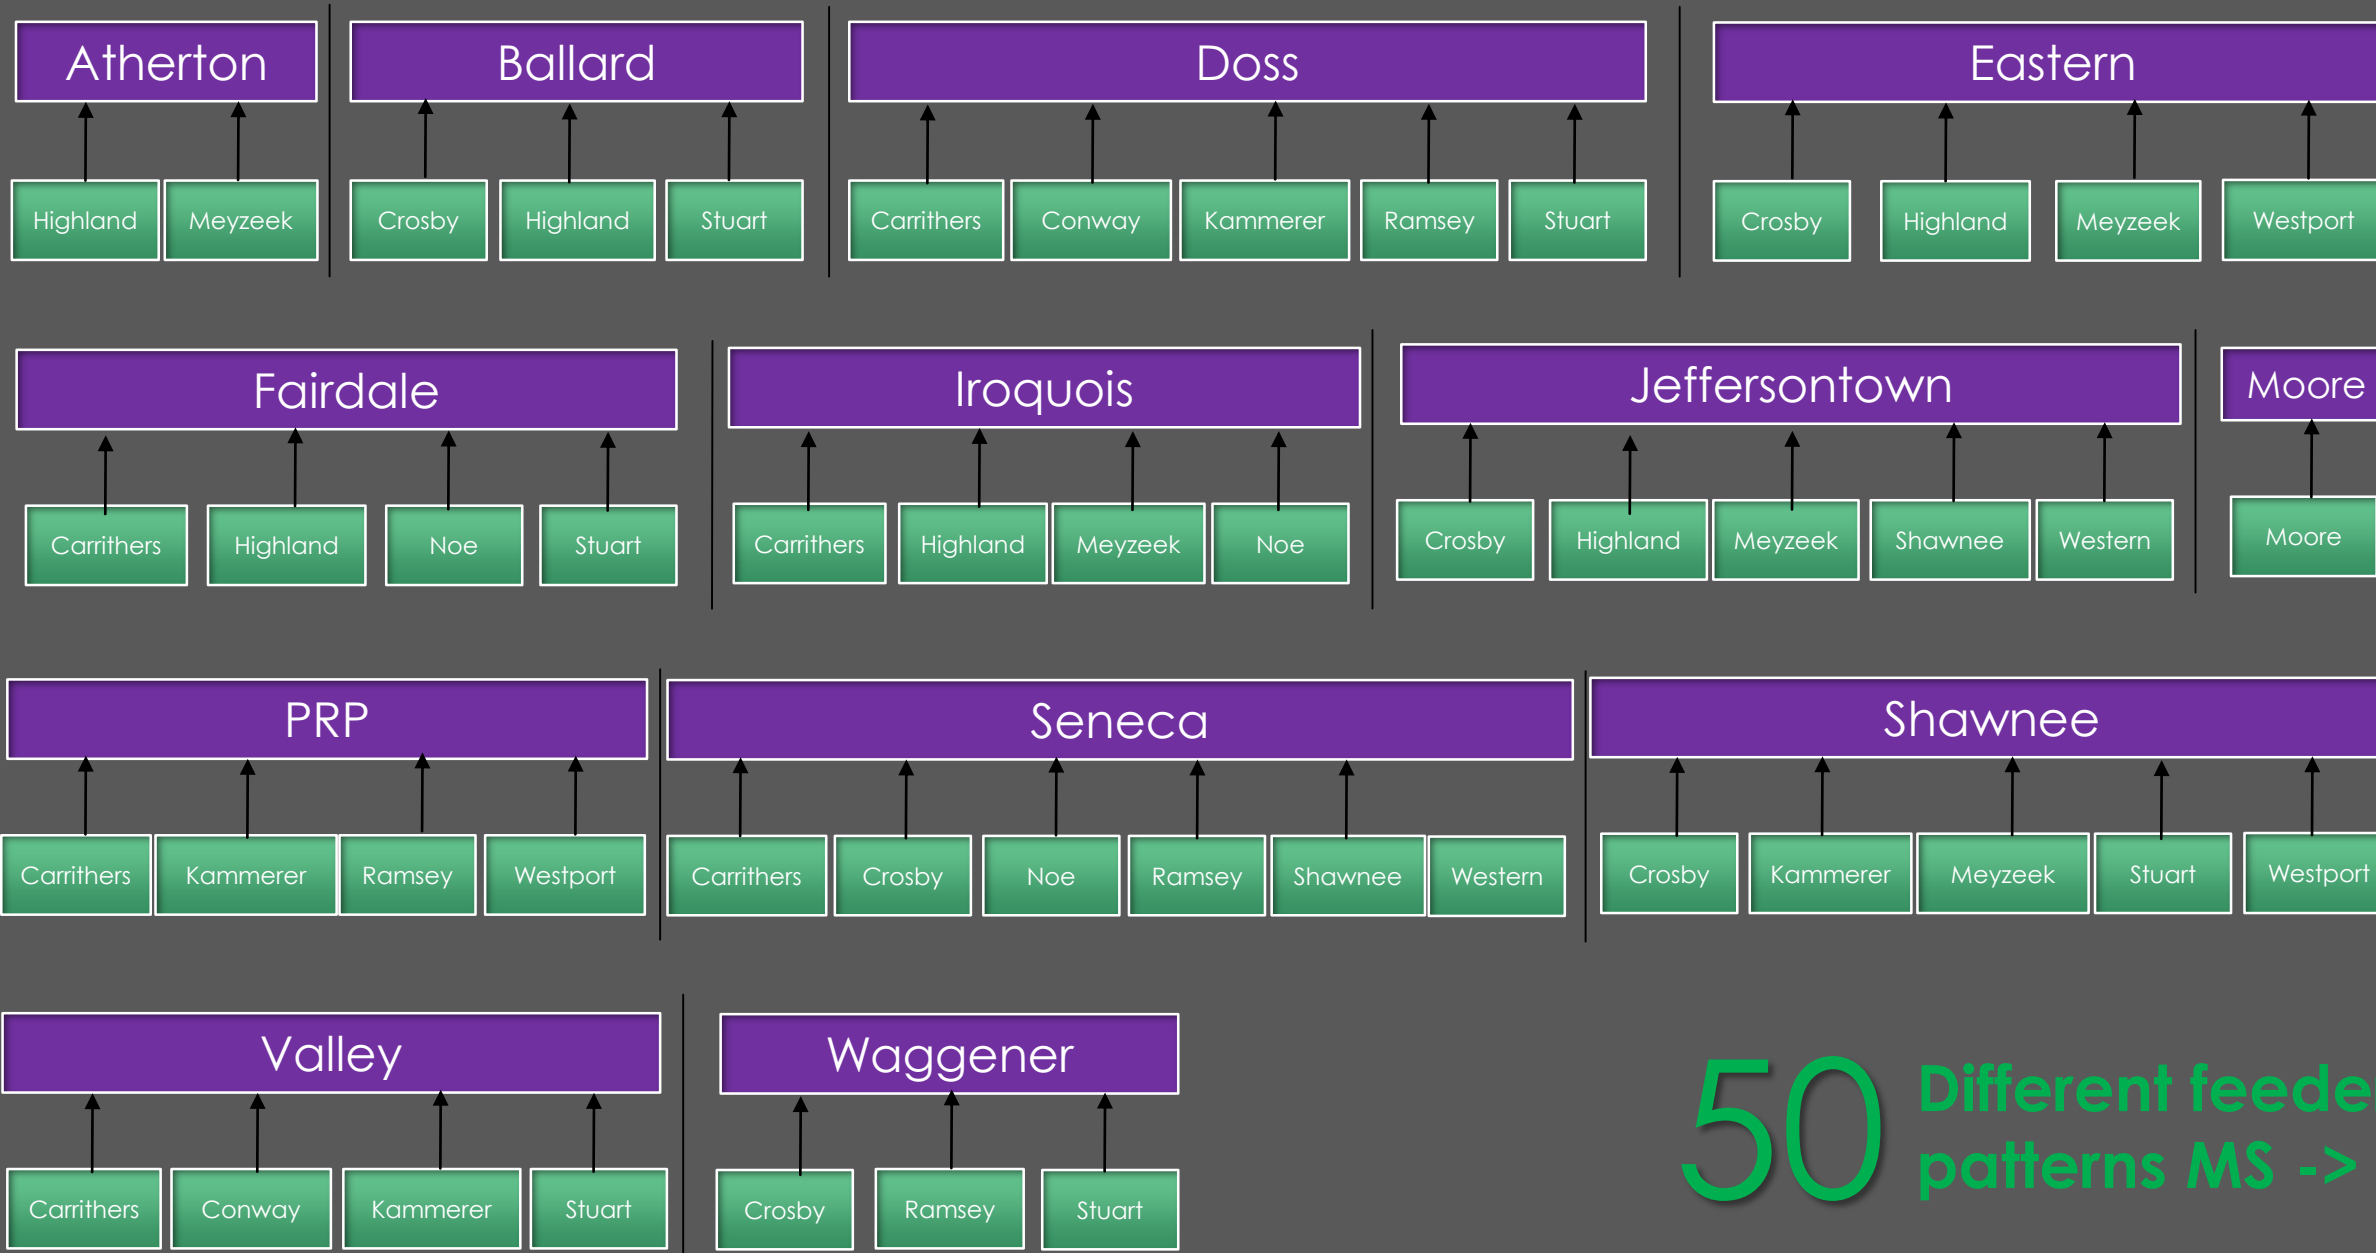 Atherton Ballard Doss Eastern
Highland Meyzeek Crosby Highland Stuart Carrithers Conway Kammerer Ramsey Stuart Crosby Highland Meyzeek Westport
Fairdale Iroquois Jeffersontown Moore
Carrithers Highland Noe Stuart Carrithers Highland Meyzeek Noe Crosby Highland Meyzeek Shawnee Western Moore
PRP Seneca Shawnee
Carrithers Kammerer Ramsey Westport Carrithers Crosby Noe Ramsey Shawnee Western Crosby Kammerer Meyzeek Stuart Westport
Valley Waggener
Carrithers Conway Kammerer Stuart Crosby Ramsey Stuart
50 Different feede
patterns MS ->